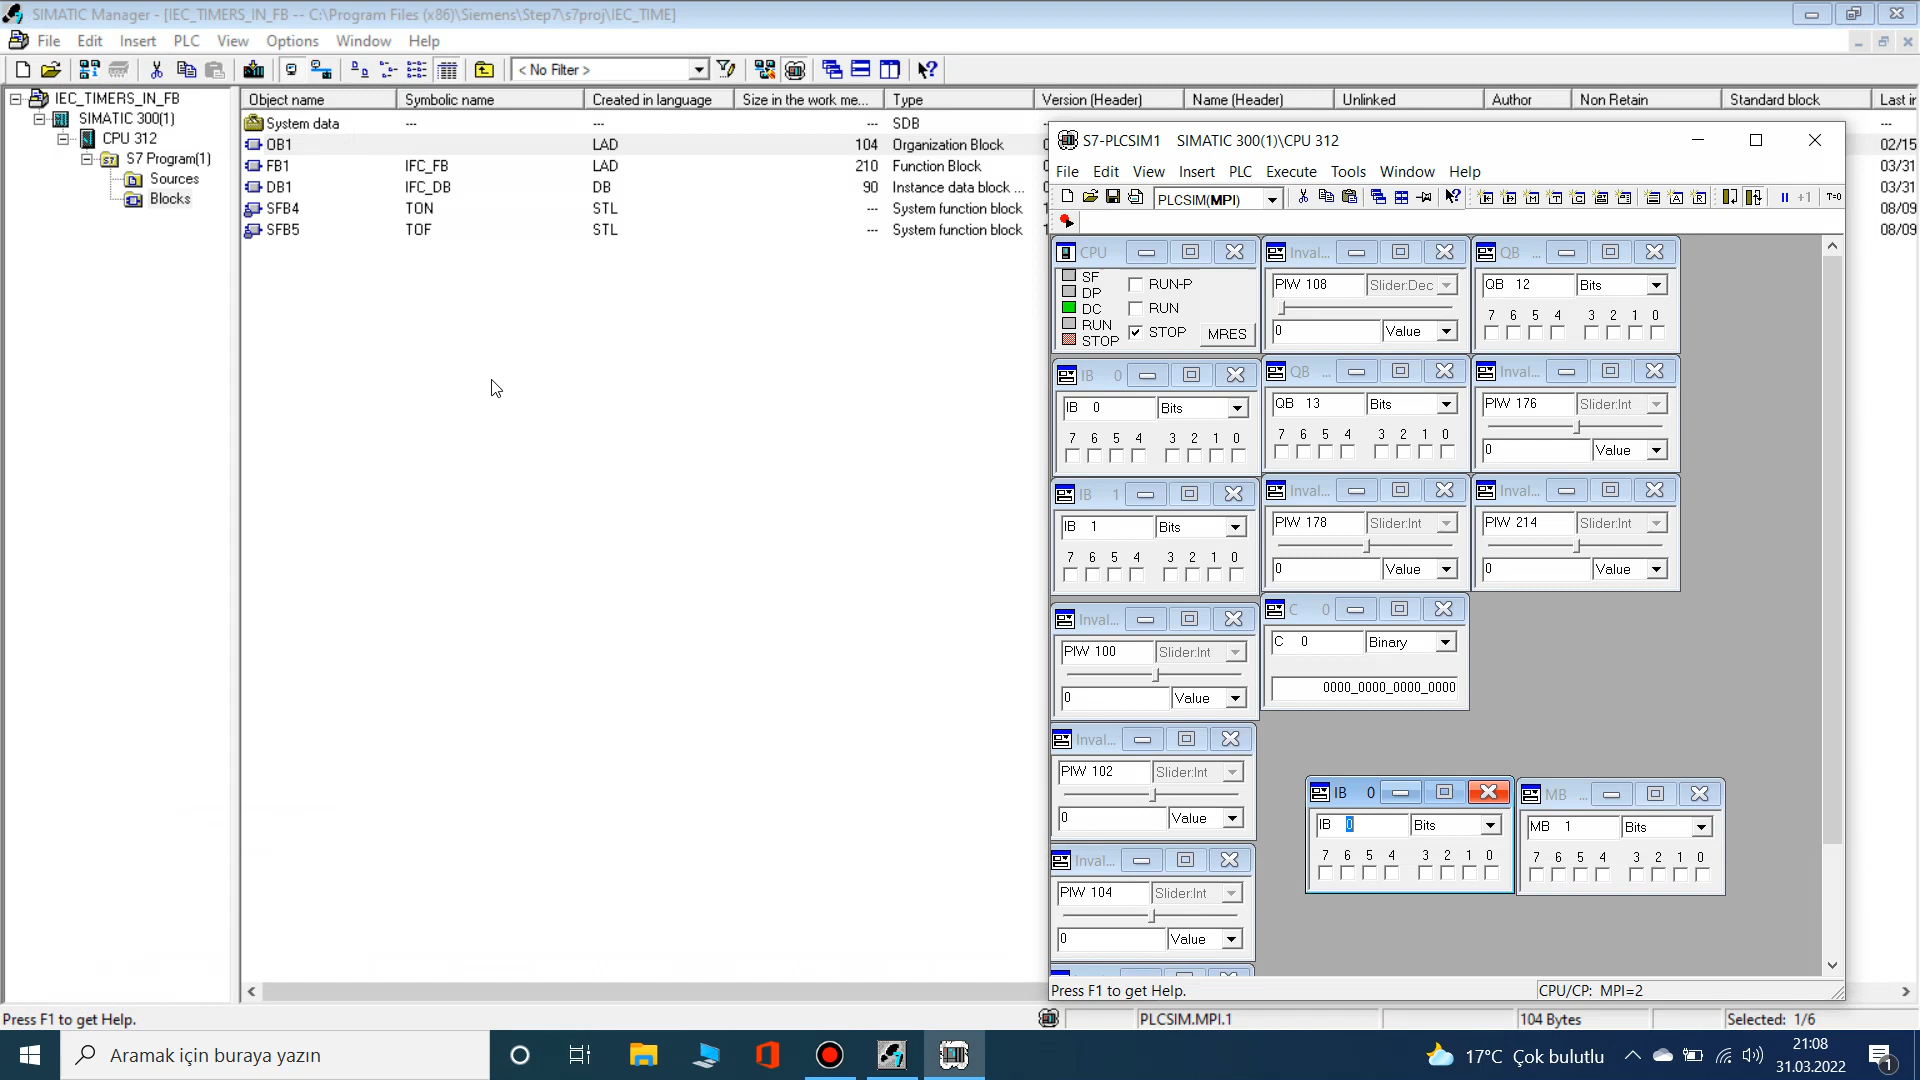 SIMATIC Manager - [IEC_TIMERS_IN_FB -- C:\Program Files (x86)\Siemens\Step7\s7proj\IEC_TIME]
File Edit Insert PLC View Options Window Help
< No Filter >
IEC_TIMERS_IN_FB
SIMATIC 300(1)
CPU 312
S7 Program(1)
Sources
Blocks
Object name Symbolic name Created in language Size in the work me... Type Version (Header) Name (Header) Unlinked Author Non Retain Standard block Last in
System data --- --- --- SDB ---
OB1 LAD 104 Organization Block 02/15
FB1 IFC_FB LAD 210 Function Block 03/31
DB1 IFC_DB DB 90 Instance data block ... 03/31
SFB4 TON STL --- System function block 08/09
SFB5 TOF STL --- System function block 08/09
S7-PLCSIM1 SIMATIC 300(1)\CPU 312
File Edit View Insert PLC Execute Tools Window Help
PLCSIM(MPI) +1 T=0
CPU
SF
DP
DC
RUN
STOP
RUN-P
RUN
STOP
MRES
Inval...
PIW 108 Slider:Dec
0 Value
QB ...
QB 12 Bits
7 6 5 4 3 2 1 0
IB 0
IB 0 Bits
7 6 5 4 3 2 1 0
QB ...
QB 13 Bits
7 6 5 4 3 2 1 0
Inval...
PIW 176 Slider:Int
0 Value
IB 1
IB 1 Bits
7 6 5 4 3 2 1 0
Inval...
PIW 178 Slider:Int
0 Value
Inval...
PIW 214 Slider:Int
0 Value
Inval...
PIW 100 Slider:Int
0 Value
C 0
C 0 Binary
0000_0000_0000_0000
Inval...
PIW 102 Slider:Int
0 Value
IB 0
IB 0 Bits
7 6 5 4 3 2 1 0
MB ...
MB 1 Bits
7 6 5 4 3 2 1 0
Inval...
PIW 104 Slider:Int
0 Value
Press F1 to get Help. CPU/CP: MPI=2
Press F1 to get Help. PLCSIM.MPI.1 104 Bytes Selected: 1/6
Aramak için buraya yazın
17°C Çok bulutlu
21:08
31.03.2022
1